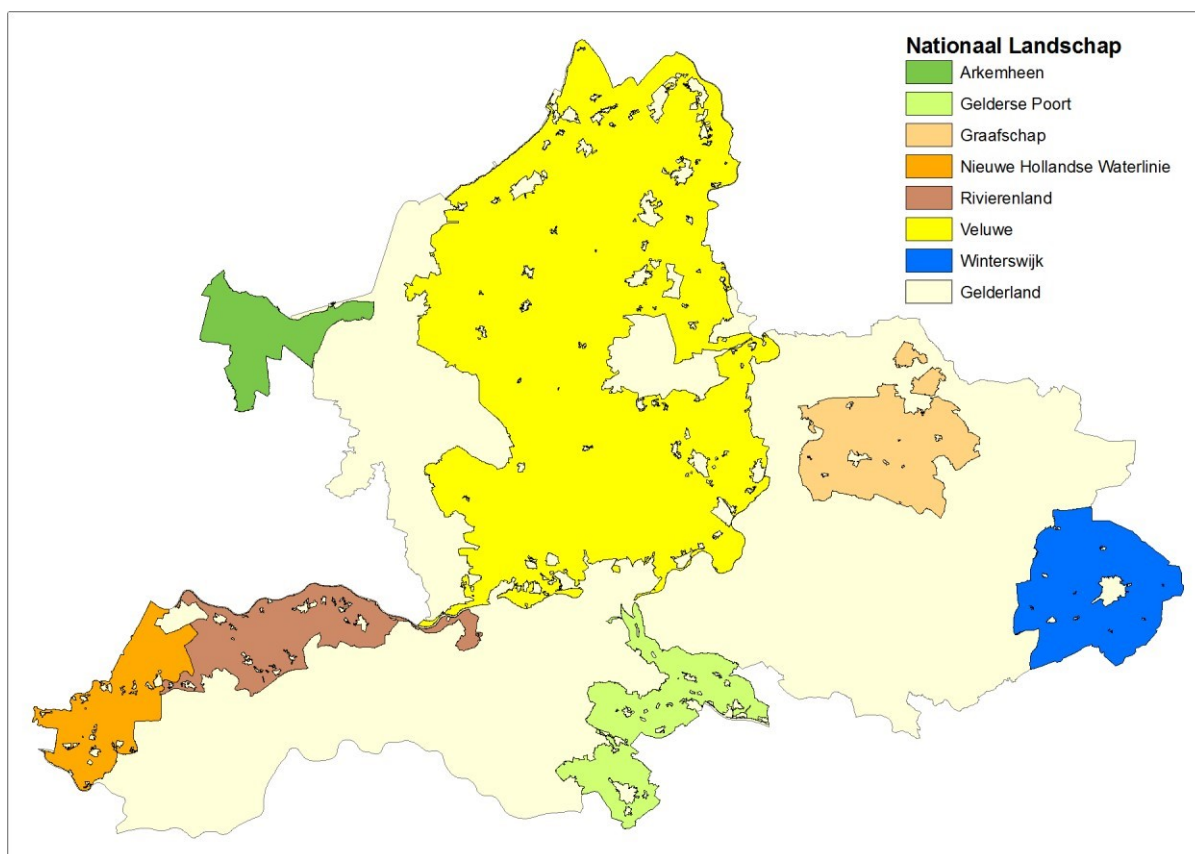 Nationaal Landschap
Arkemheen
Gelderse Poort
Graafschap
Nieuwe Hollandse Waterlinie
Rivierenland
Veluwe
Winterswijk
Gelderland